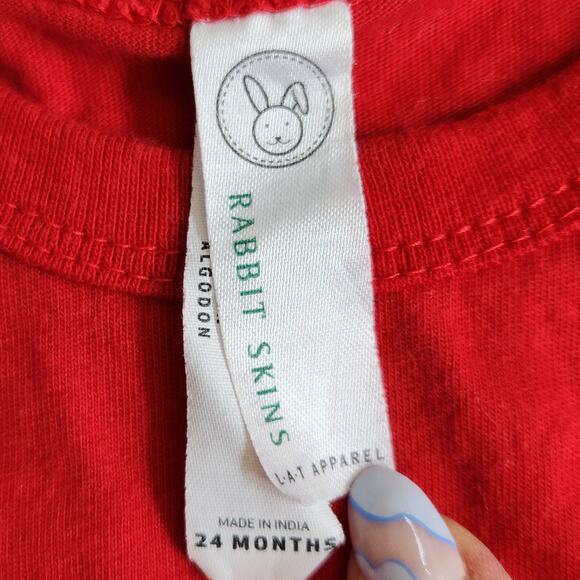 RABBIT SKINS
L·A·T APPAREL
ALGODON
MADE IN INDIA
24 MONTHS